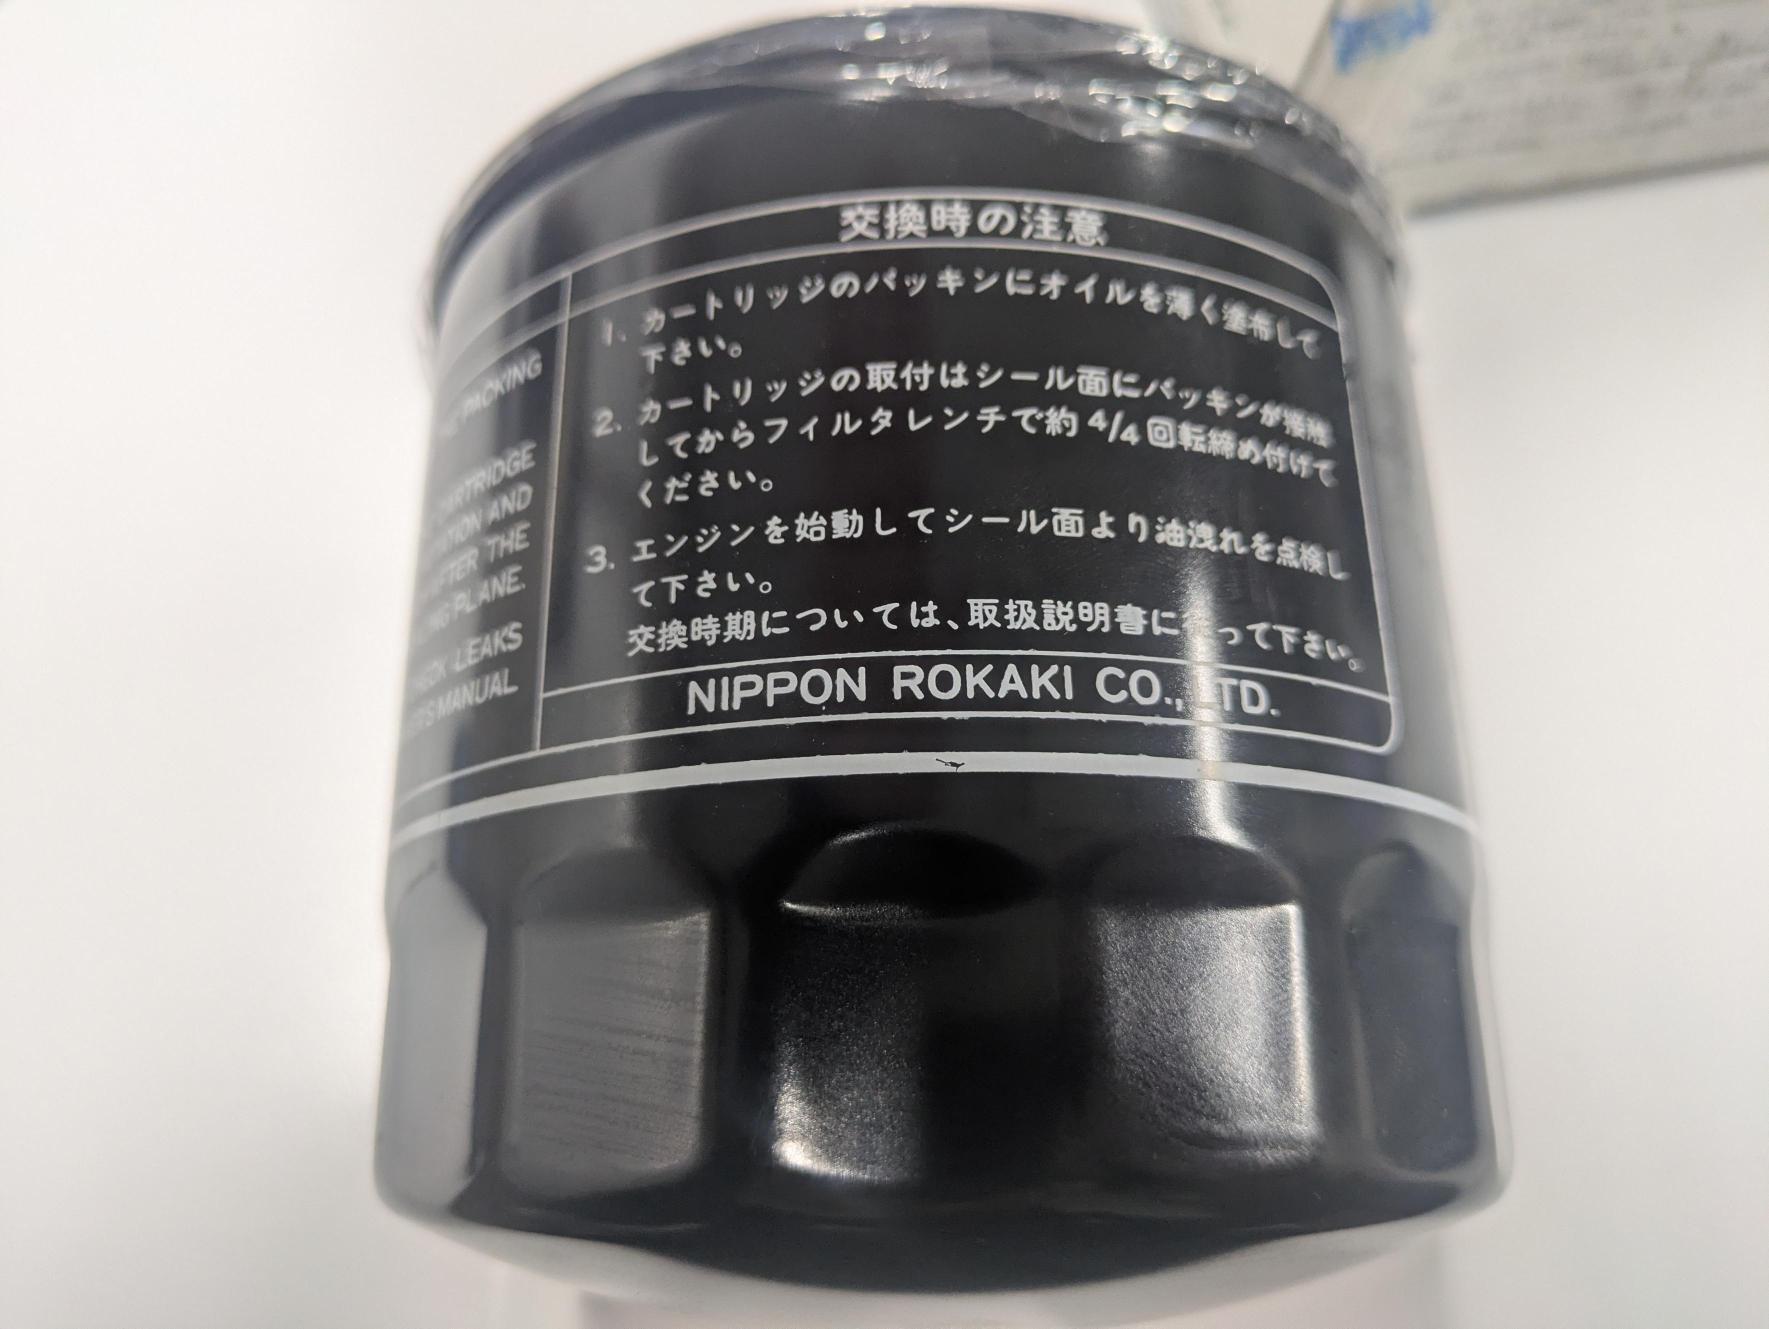 交換時の注意
1. カートリッジのパッキンにオイルを薄く塗布して
下さい。
2. カートリッジの取付はシール面にパッキンが接触
してからフィルタレンチで約 4/4 回転締め付けて
ください。
3. エンジンを始動してシール面より油洩れを点検し
て下さい。
交換時期については、取扱説明書に って下さい。
NIPPON ROKAKI CO., LTD.
PACKING
CARTRIDGE
AND
AFTER THE
PLANE.
LEAKS
MANUAL